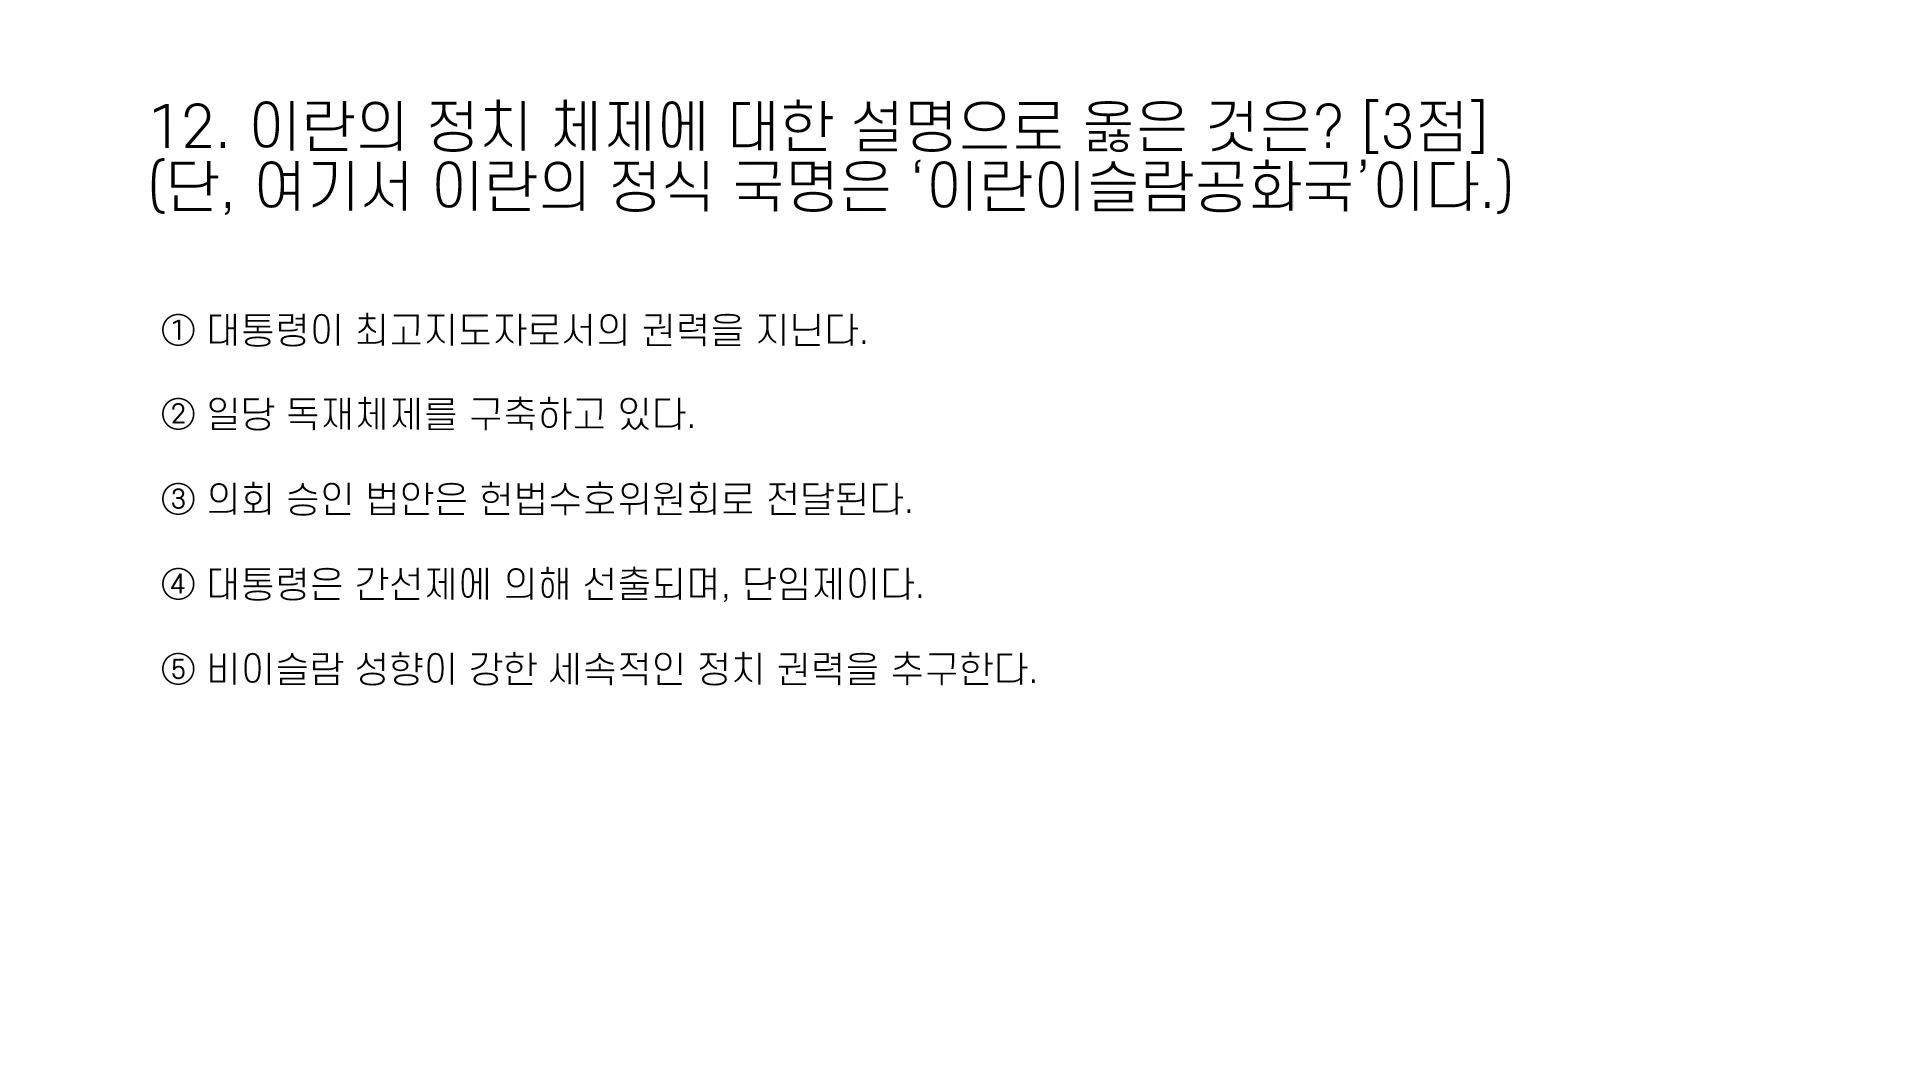 12. 이란의 정치 체제에 대한 설명으로 옳은 것은? [3점]
(단, 여기서 이란의 정식 국명은 ‘이란이슬람공화국’이다.)
① 대통령이 최고지도자로서의 권력을 지닌다.
② 일당 독재체제를 구축하고 있다.
③ 의회 승인 법안은 헌법수호위원회로 전달된다.
④ 대통령은 간선제에 의해 선출되며, 단임제이다.
⑤ 비이슬람 성향이 강한 세속적인 정치 권력을 추구한다.